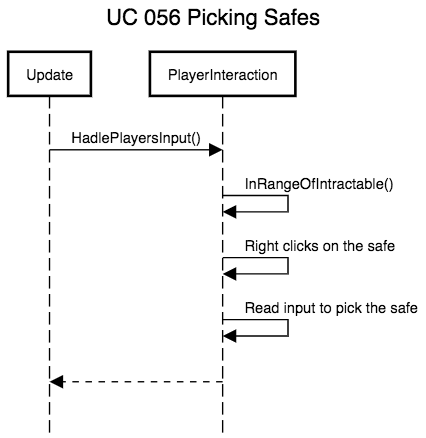 UC 056 Picking Safes
Update
PlayerInteraction
HadlePlayersInput()
InRangeOfIntractable()
Right clicks on the safe
Read input to pick the safe